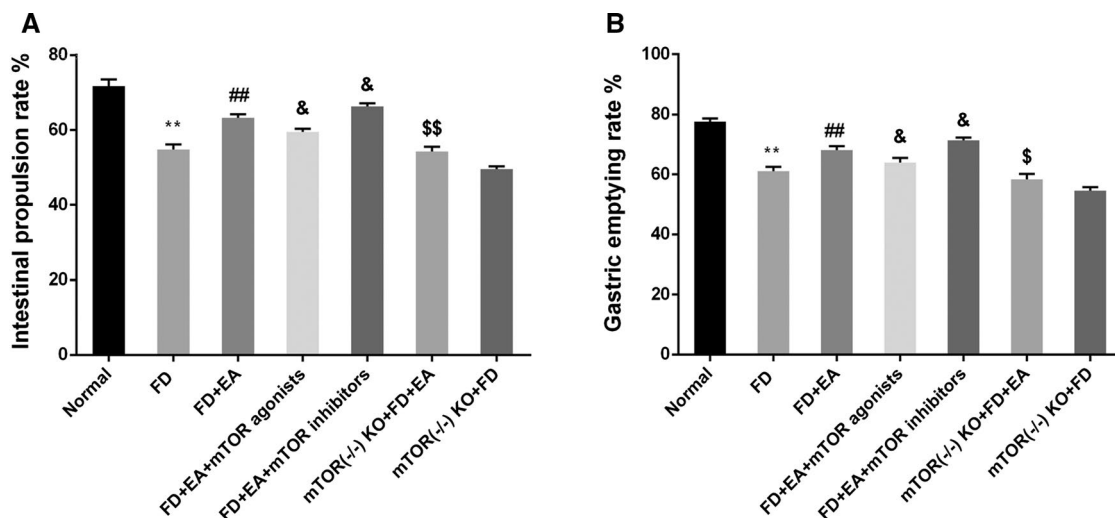 A
Intestinal propulsion rate %
80
60
40
20
0
**
##
&
&
$$
Normal
FD
FD+EA
FD+EA+mTOR agonists
FD+EA+mTOR inhibitors
mTOR(-/-) KO+FD+EA
mTOR(-/-) KO+FD
B
Gastric emptying rate %
100
80
60
40
20
0
**
##
&
&
$
Normal
FD
FD+EA
FD+EA+mTOR agonists
FD+EA+mTOR inhibitors
mTOR(-/-) KO+FD+EA
mTOR(-/-) KO+FD